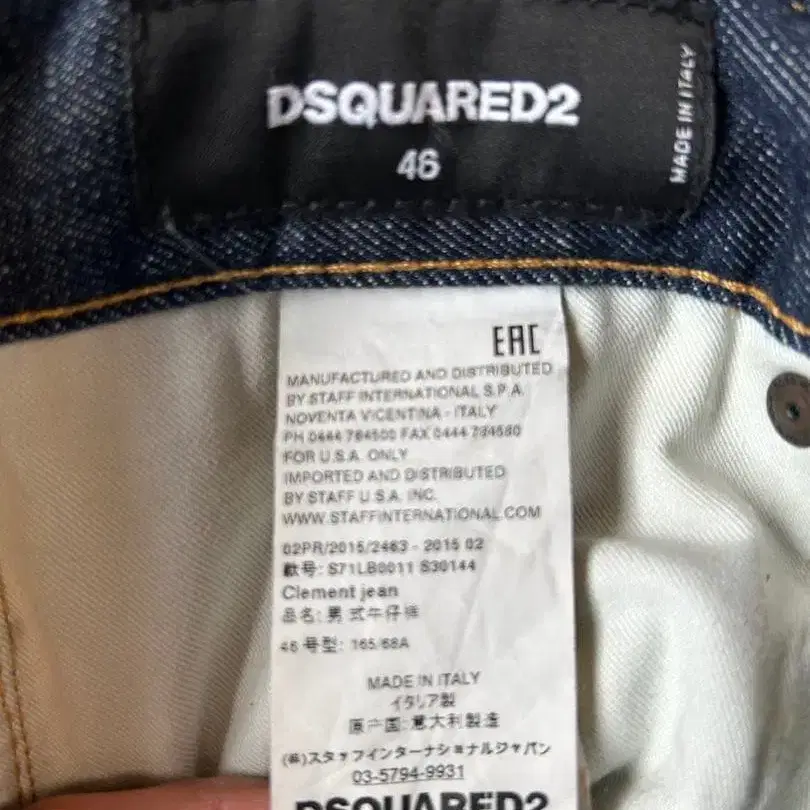 DSQUARED2
46
MADE IN ITALY
EAC
MANUFACTURED AND DISTRIBUTED
BY STAFF INTERNATIONAL S.P.A.
NOVENTA VICENTINA - ITALY
PH 0444 784500 FAX 0444 784580
FOR U.S.A. ONLY
IMPORTED AND DISTRIBUTED
BY STAFF U.S.A. INC.
WWW.STAFFINTERNATIONAL.COM
02PR/2015/2463 - 2015 02
款号: S71LB0011 S30144
Clement jean
品名: 男式牛仔裤
46 号型: 165/68A
MADE IN ITALY
イタリア製
原产国:意大利製造
(株)スタッフインターナショナルジャパン
03-5794-9931
DSQUARED2